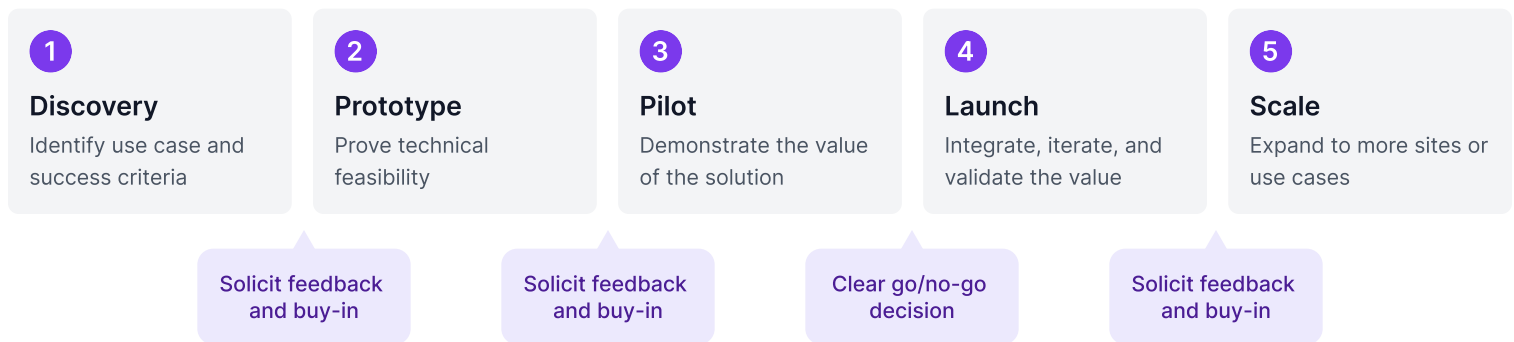 1
Discovery
Identify use case and
success criteria
2
Prototype
Prove technical
feasibility
3
Pilot
Demonstrate the value
of the solution
4
Launch
Integrate, iterate, and
validate the value
5
Scale
Expand to more sites or
use cases
Solicit feedback
and buy-in
Solicit feedback
and buy-in
Clear go/no-go
decision
Solicit feedback
and buy-in